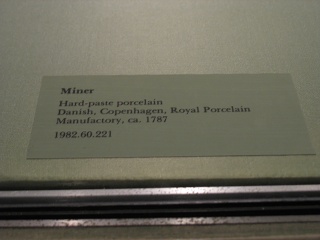 Miner
Hard-paste porcelain
Danish, Copenhagen, Royal Porcelain
Manufactory, ca. 1787
1982.60.221